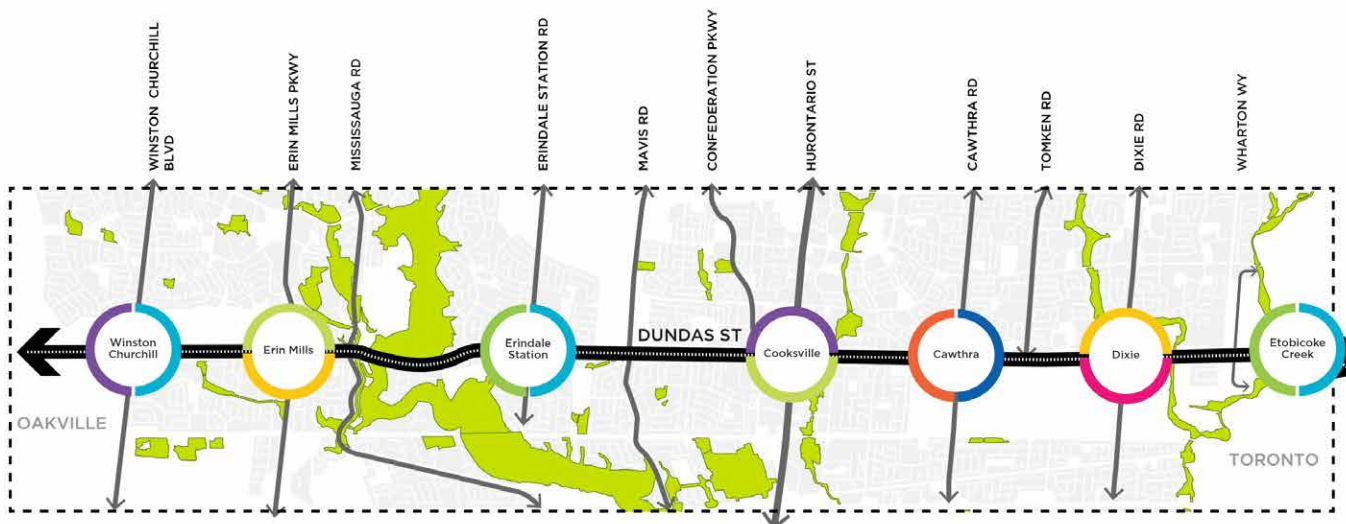 WINSTON CHURCHILL
BLVD
ERIN MILLS PKWY
MISSISSAUGA RD
ERINDALE STATION RD
MAVIS RD
CONFEDERATION PKWY
HURONTARIO ST
CAWTHRA RD
TOMKEN RD
DIXIE RD
WHARTON WY
DUNDAS ST
Winston
Churchill
Erin Mills
Erindale
Station
Cooksville
Cawthra
Dixie
Etobicoke
Creek
OAKVILLE
TORONTO